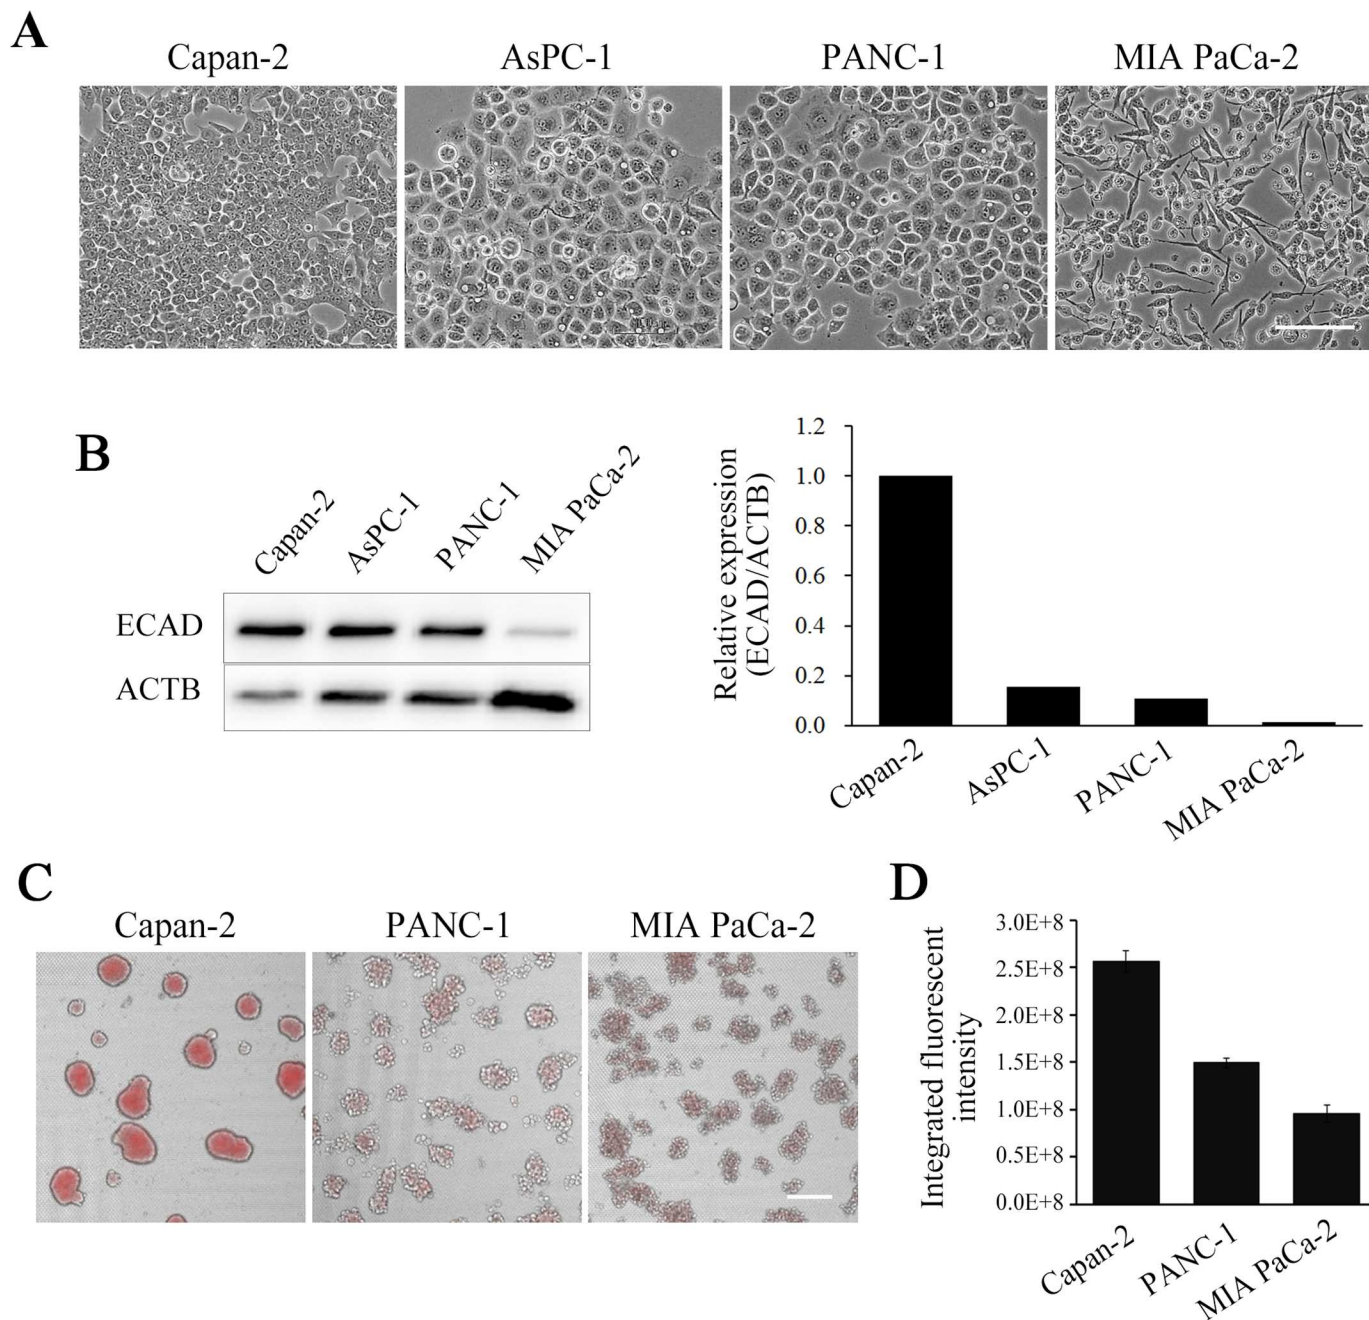 A
Capan-2
AsPC-1
PANC-1
MIA PaCa-2
B
Capan-2
AsPC-1
PANC-1
MIA PaCa-2
ECAD
ACTB
Relative expression
(ECAD/ACTB)
1.2
1.0
0.8
0.6
0.4
0.2
0.0
Capan-2
AsPC-1
PANC-1
MIA PaCa-2
C
Capan-2
PANC-1
MIA PaCa-2
D
Integrated fluorescent
intensity
3.0E+8
2.5E+8
2.0E+8
1.5E+8
1.0E+8
0.5E+8
0.0E+8
Capan-2
PANC-1
MIA PaCa-2